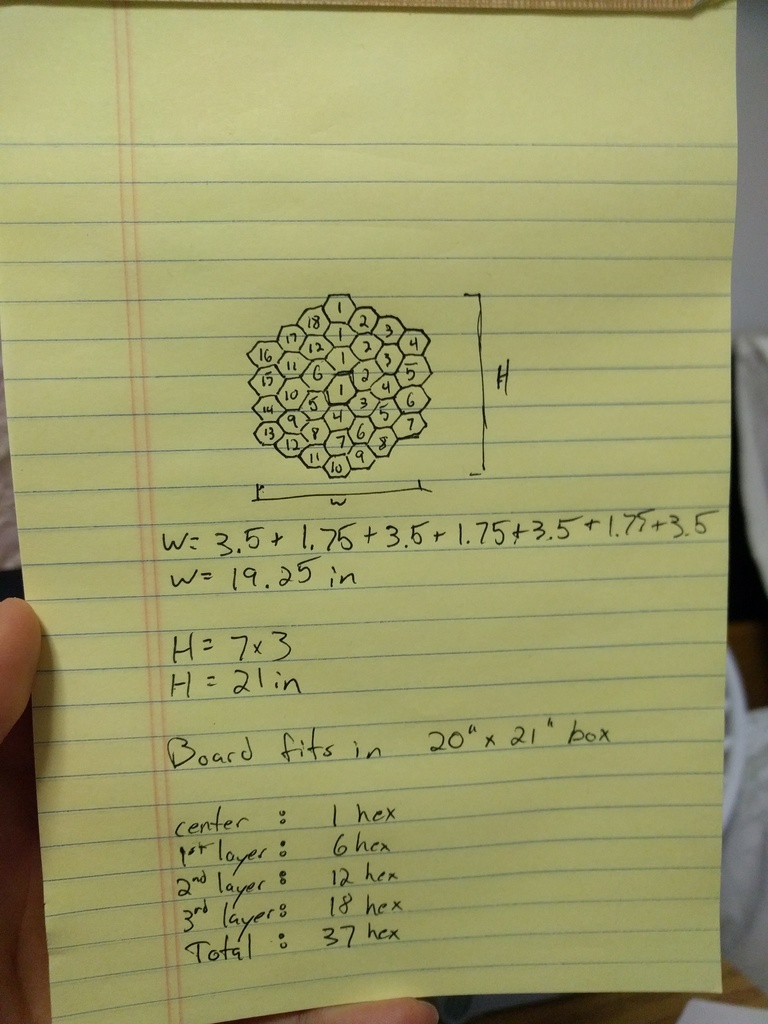 1
18 2
17 1 3
16 12 2 4
11 1 3
15 6 2 5
10 1 4
14 5 3 6
9 4 5
13 8 6 7
12 7 8
11 9
10
H
w
W= 3.5 + 1.75 + 3.5 + 1.75 + 3.5 + 1.75 + 3.5
W= 19.25 in
H = 7x3
H = 21 in
Board fits in 20" x 21" box
center : 1 hex
1st layer : 6 hex
2nd layer : 12 hex
3rd layer : 18 hex
Total : 37 hex